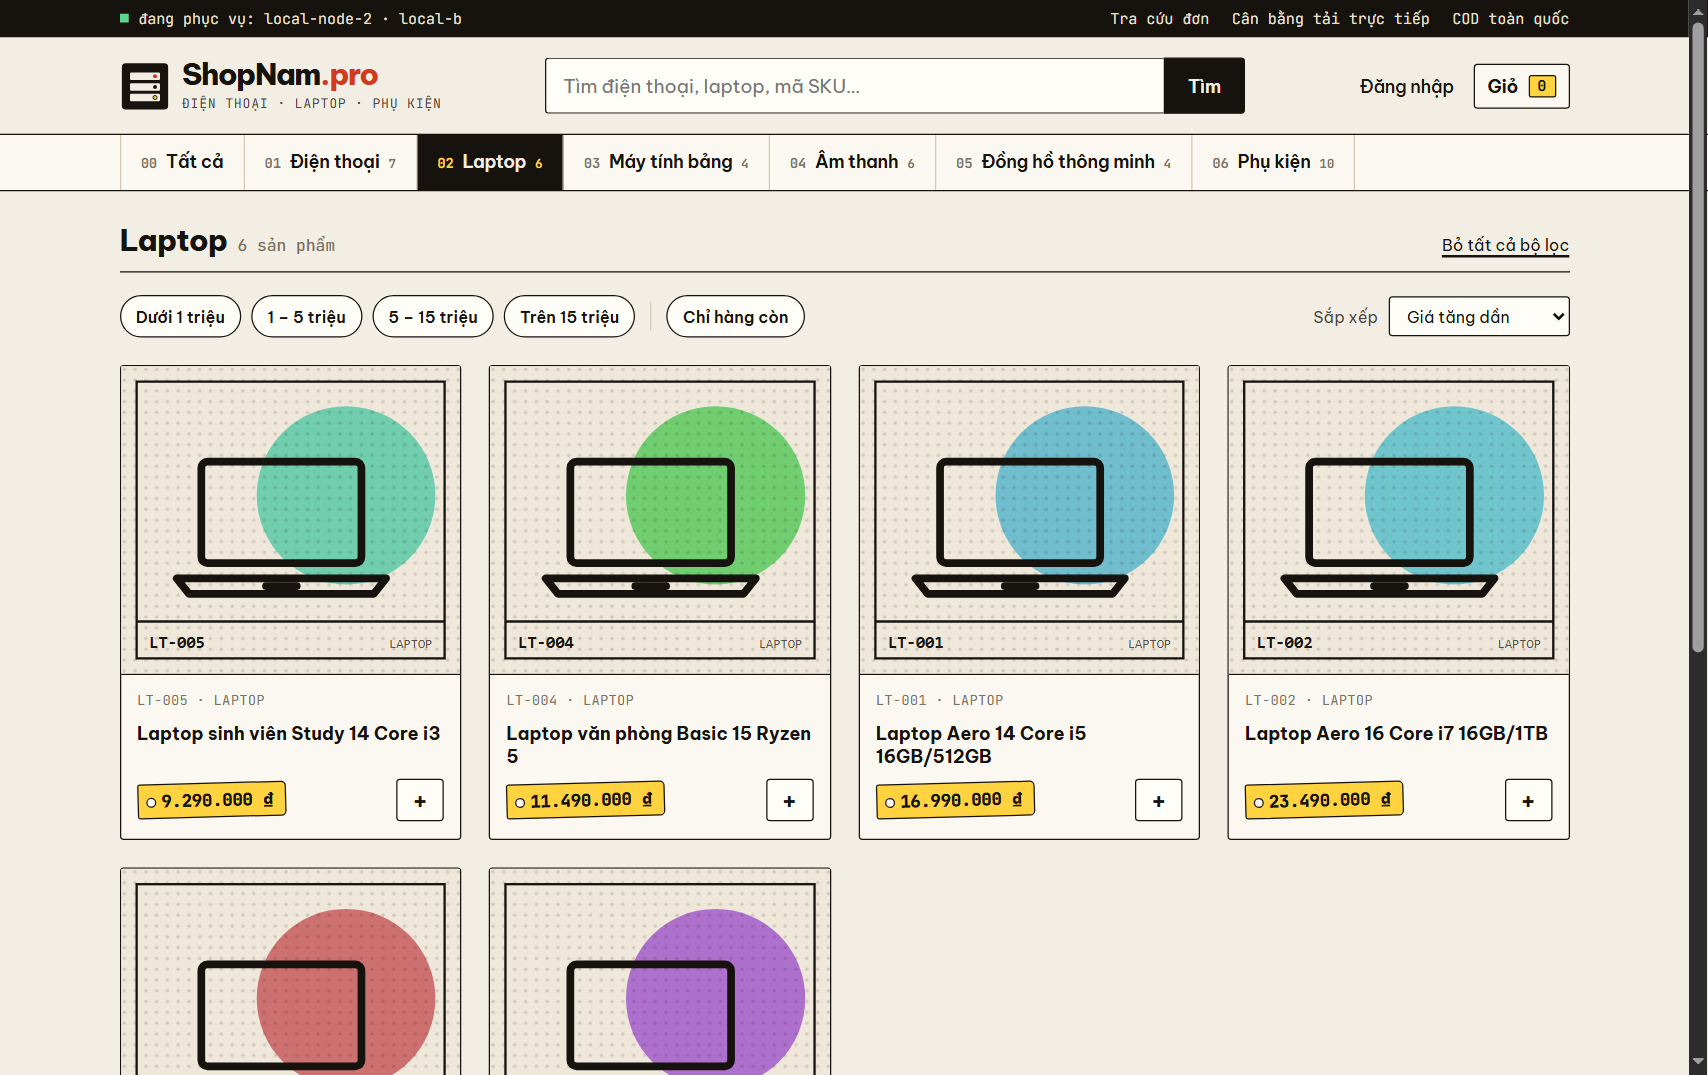 đang phục vụ: local-node-2 · local-b
Tra cứu đơn
Cân bằng tải trực tiếp
COD toàn quốc
ShopNam.pro
ĐIỆN THOẠI · LAPTOP · PHỤ KIỆN
Tìm điện thoại, laptop, mã SKU...
Tìm
Đăng nhập
Giỏ 0
00 Tất cả
01 Điện thoại 7
02 Laptop 6
03 Máy tính bảng 4
04 Âm thanh 6
05 Đồng hồ thông minh 4
06 Phụ kiện 10
Laptop 6 sản phẩm
Bỏ tất cả bộ lọc
Dưới 1 triệu
1 – 5 triệu
5 – 15 triệu
Trên 15 triệu
Chỉ hàng còn
Sắp xếp
Giá tăng dần
LT-005
LAPTOP
LT-005 · LAPTOP
Laptop sinh viên Study 14 Core i3
9.290.000 ₫
+
LT-004
LAPTOP
LT-004 · LAPTOP
Laptop văn phòng Basic 15 Ryzen
5
11.490.000 ₫
+
LT-001
LAPTOP
LT-001 · LAPTOP
Laptop Aero 14 Core i5
16GB/512GB
16.990.000 ₫
+
LT-002
LAPTOP
LT-002 · LAPTOP
Laptop Aero 16 Core i7 16GB/1TB
23.490.000 ₫
+